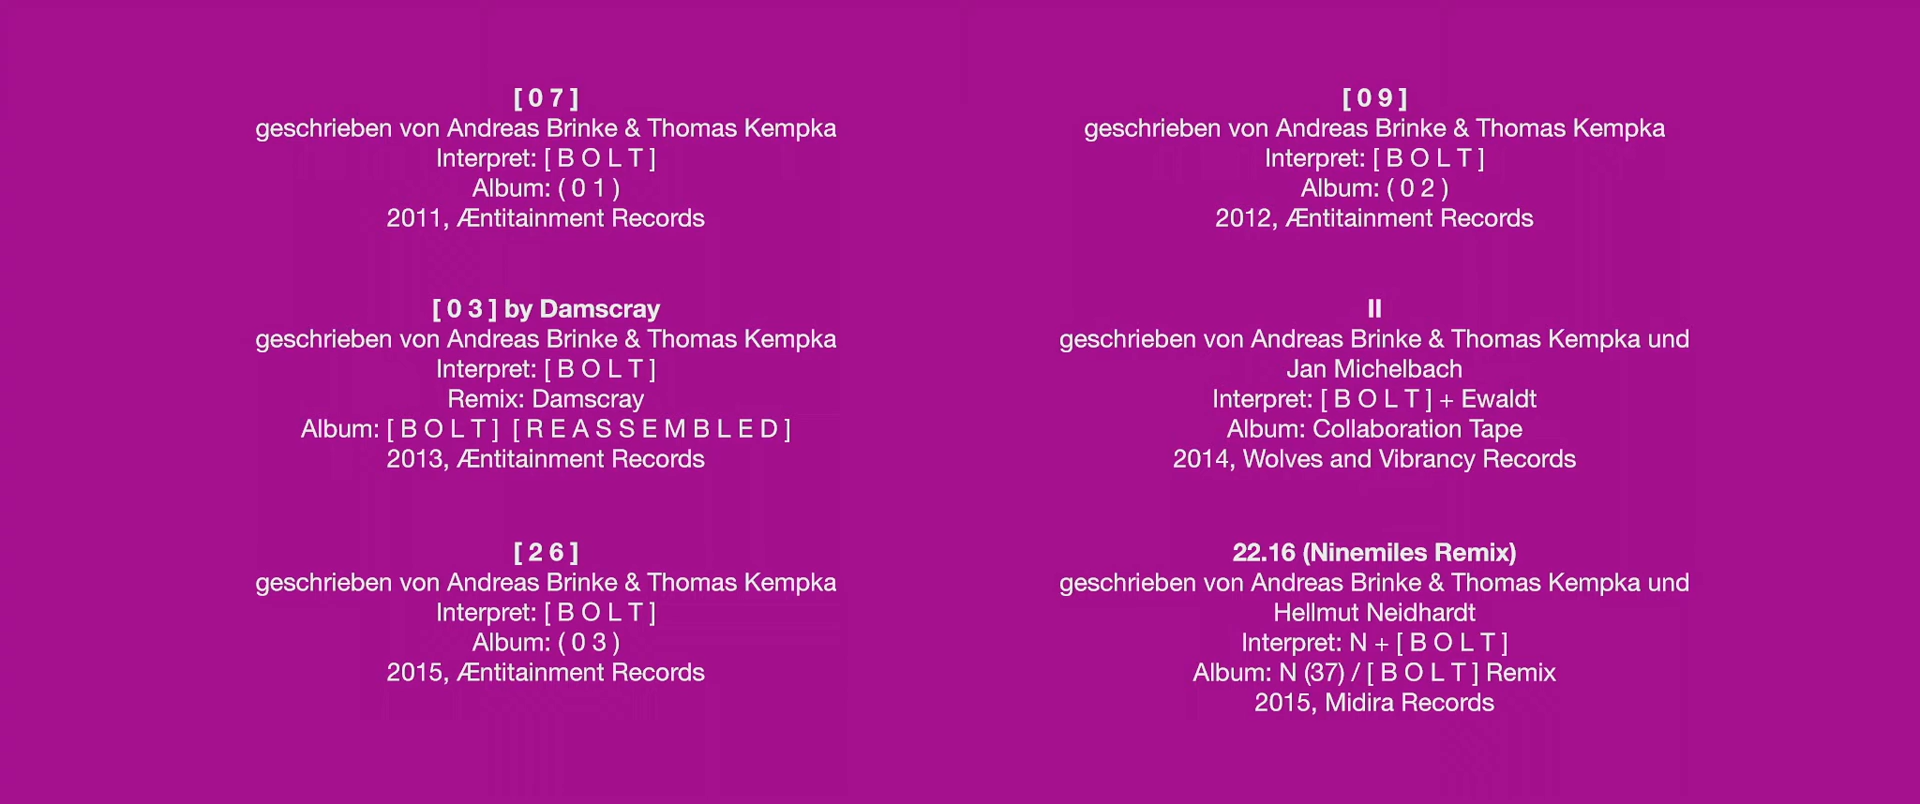 [ 0 7 ]
geschrieben von Andreas Brinke & Thomas Kempka
Interpret: [ B O L T ]
Album: ( 0 1 )
2011, Æntitainment Records
[ 0 3 ] by Damscray
geschrieben von Andreas Brinke & Thomas Kempka
Interpret: [ B O L T ]
Remix: Damscray
Album: [ B O L T ]  [ R E A S S E M B L E D ]
2013, Æntitainment Records
[ 2 6 ]
geschrieben von Andreas Brinke & Thomas Kempka
Interpret: [ B O L T ]
Album: ( 0 3 )
2015, Æntitainment Records
[ 0 9 ]
geschrieben von Andreas Brinke & Thomas Kempka
Interpret: [ B O L T ]
Album: ( 0 2 )
2012, Æntitainment Records
II
geschrieben von Andreas Brinke & Thomas Kempka und
Jan Michelbach
Interpret: [ B O L T ] + Ewaldt
Album: Collaboration Tape
2014, Wolves and Vibrancy Records
22.16 (Ninemiles Remix)
geschrieben von Andreas Brinke & Thomas Kempka und
Hellmut Neidhardt
Interpret: N + [ B O L T ]
Album: N (37) / [ B O L T ] Remix
2015, Midira Records